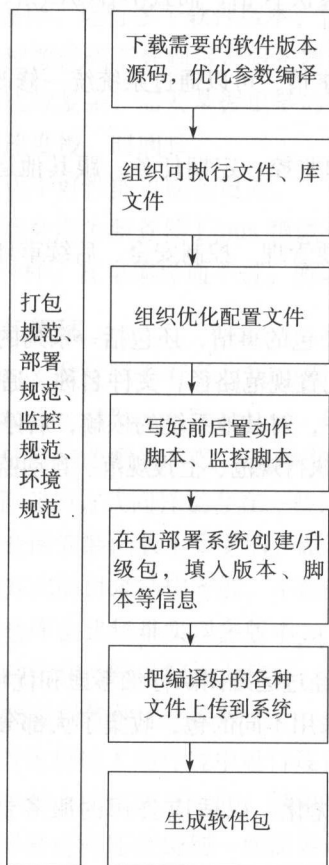 下载需要的软件版本
源码，优化参数编译
组织可执行文件、库
文件
组织优化配置文件
打包
规范、
部署
规范、
监控
规范、
环境
规范
写好前后置动作
脚本、监控脚本
在包部署系统创建/升
级包，填入版本、脚
本等信息
把编译好的各种
文件上传到系统
生成软件包